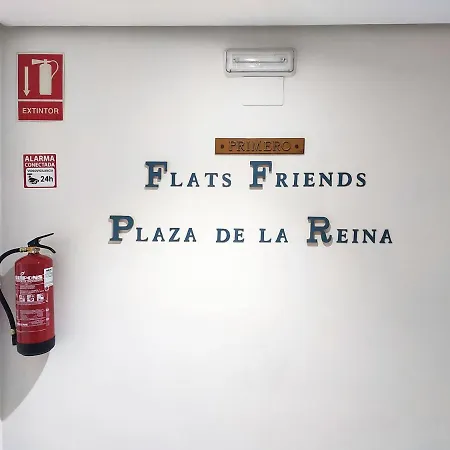 EXTINTOR
PRIMERO
ALARMA
CONECTADA
24h
FLATS FRIENDS
PLAZA DE LA REINA